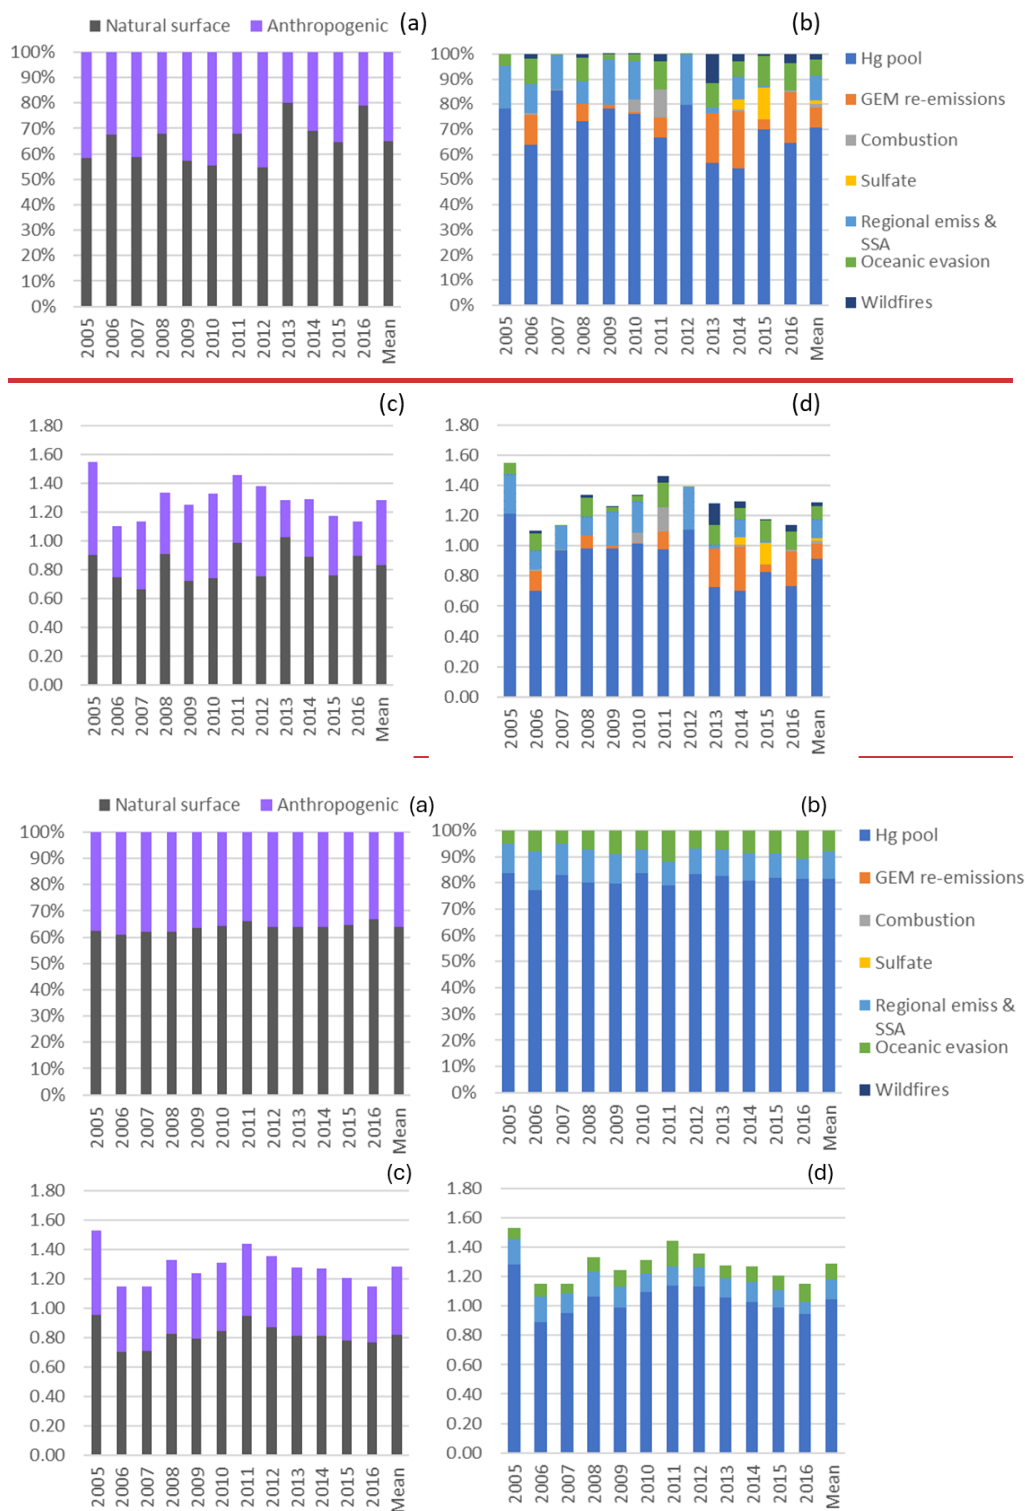 Natural surface Anthropogenic (a)
100%
90%
80%
70%
60%
50%
40%
30%
20%
10%
0%
2005 2006 2007 2008 2009 2010 2011 2012 2013 2014 2015 2016 Mean
(b)
100%
90%
80%
70%
60%
50%
40%
30%
20%
10%
0%
2005 2006 2007 2008 2009 2010 2011 2012 2013 2014 2015 2016 Mean
Hg pool
GEM re-emissions
Combustion
Sulfate
Regional emiss &
SSA
Oceanic evasion
Wildfires
(c)
1.80
1.60
1.40
1.20
1.00
0.80
0.60
0.40
0.20
0.00
2005 2006 2007 2008 2009 2010 2011 2012 2013 2014 2015 2016 Mean
(d)
1.80
1.60
1.40
1.20
1.00
0.80
0.60
0.40
0.20
0.00
2005 2006 2007 2008 2009 2010 2011 2012 2013 2014 2015 2016 Mean
Natural surface Anthropogenic (a)
100%
90%
80%
70%
60%
50%
40%
30%
20%
10%
0%
2005 2006 2007 2008 2009 2010 2011 2012 2013 2014 2015 2016 Mean
(b)
100%
90%
80%
70%
60%
50%
40%
30%
20%
10%
0%
2005 2006 2007 2008 2009 2010 2011 2012 2013 2014 2015 2016 Mean
Hg pool
GEM re-emissions
Combustion
Sulfate
Regional emiss &
SSA
Oceanic evasion
Wildfires
(c)
1.80
1.60
1.40
1.20
1.00
0.80
0.60
0.40
0.20
0.00
2005 2006 2007 2008 2009 2010 2011 2012 2013 2014 2015 2016 Mean
(d)
1.80
1.60
1.40
1.20
1.00
0.80
0.60
0.40
0.20
0.00
2005 2006 2007 2008 2009 2010 2011 2012 2013 2014 2015 2016 Mean